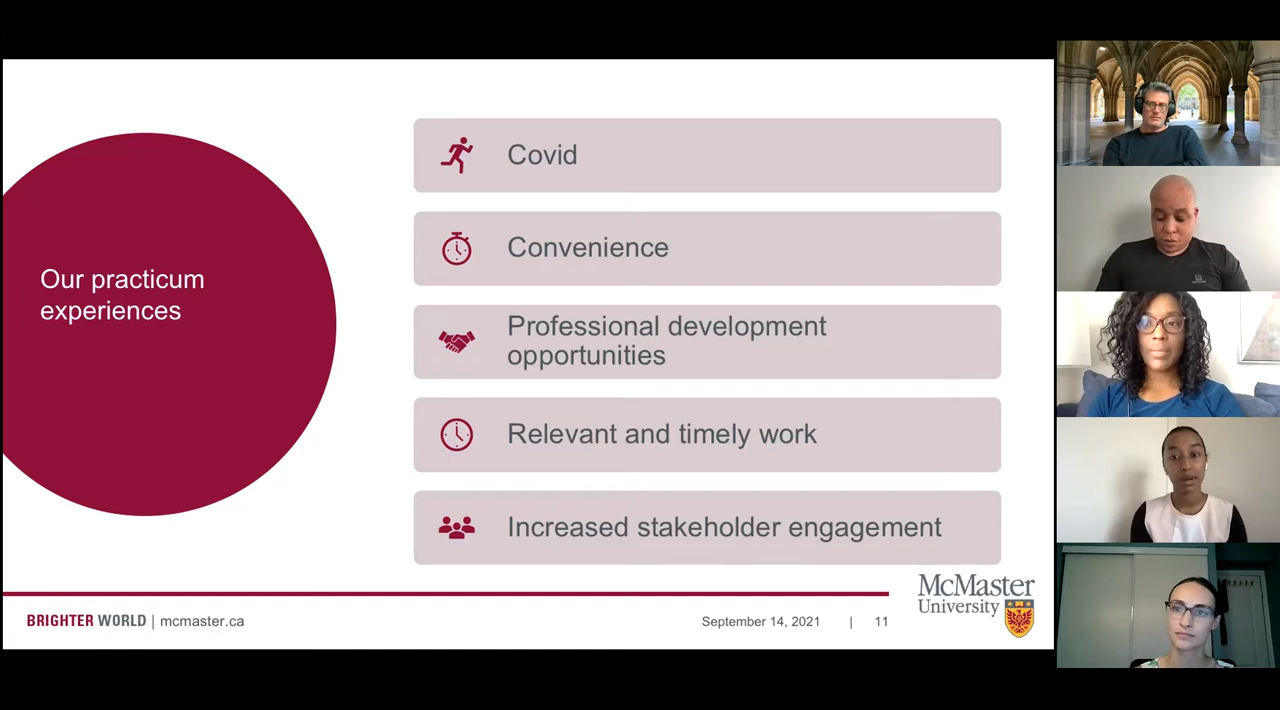 Our practicum
experiences
Covid
Convenience
Professional development
opportunities
Relevant and timely work
Increased stakeholder engagement
BRIGHTER WORLD | mcmaster.ca
September 14, 2021 | 11
McMaster
University